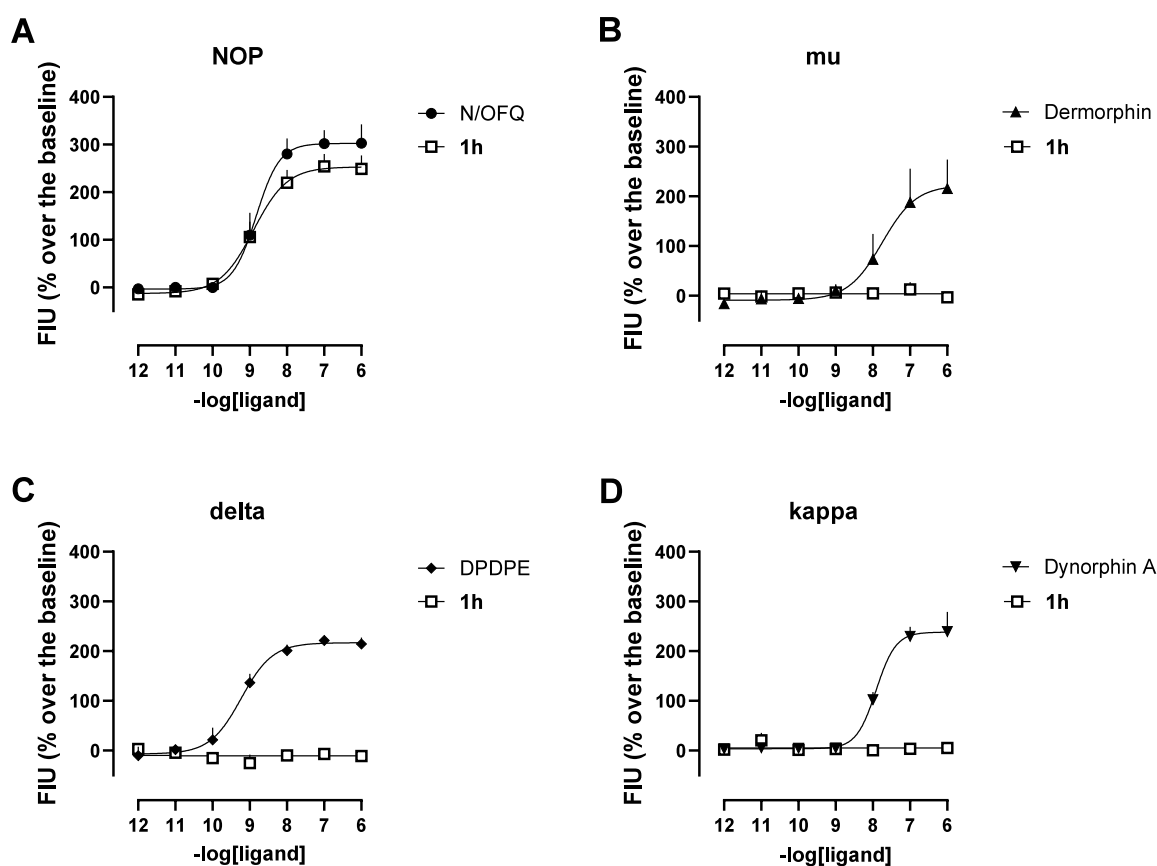 A
NOP
FIU (% over the baseline)
400
300
200
100
0
12 11 10 9 8 7 6
-log[ligand]
N/OFQ
1h
B
mu
FIU (% over the baseline)
400
300
200
100
0
12 11 10 9 8 7 6
-log[ligand]
Dermorphin
1h
C
delta
FIU (% over the baseline)
400
300
200
100
0
12 11 10 9 8 7 6
-log[ligand]
DPDPE
1h
D
kappa
FIU (% over the baseline)
400
300
200
100
0
12 11 10 9 8 7 6
-log[ligand]
Dynorphin A
1h